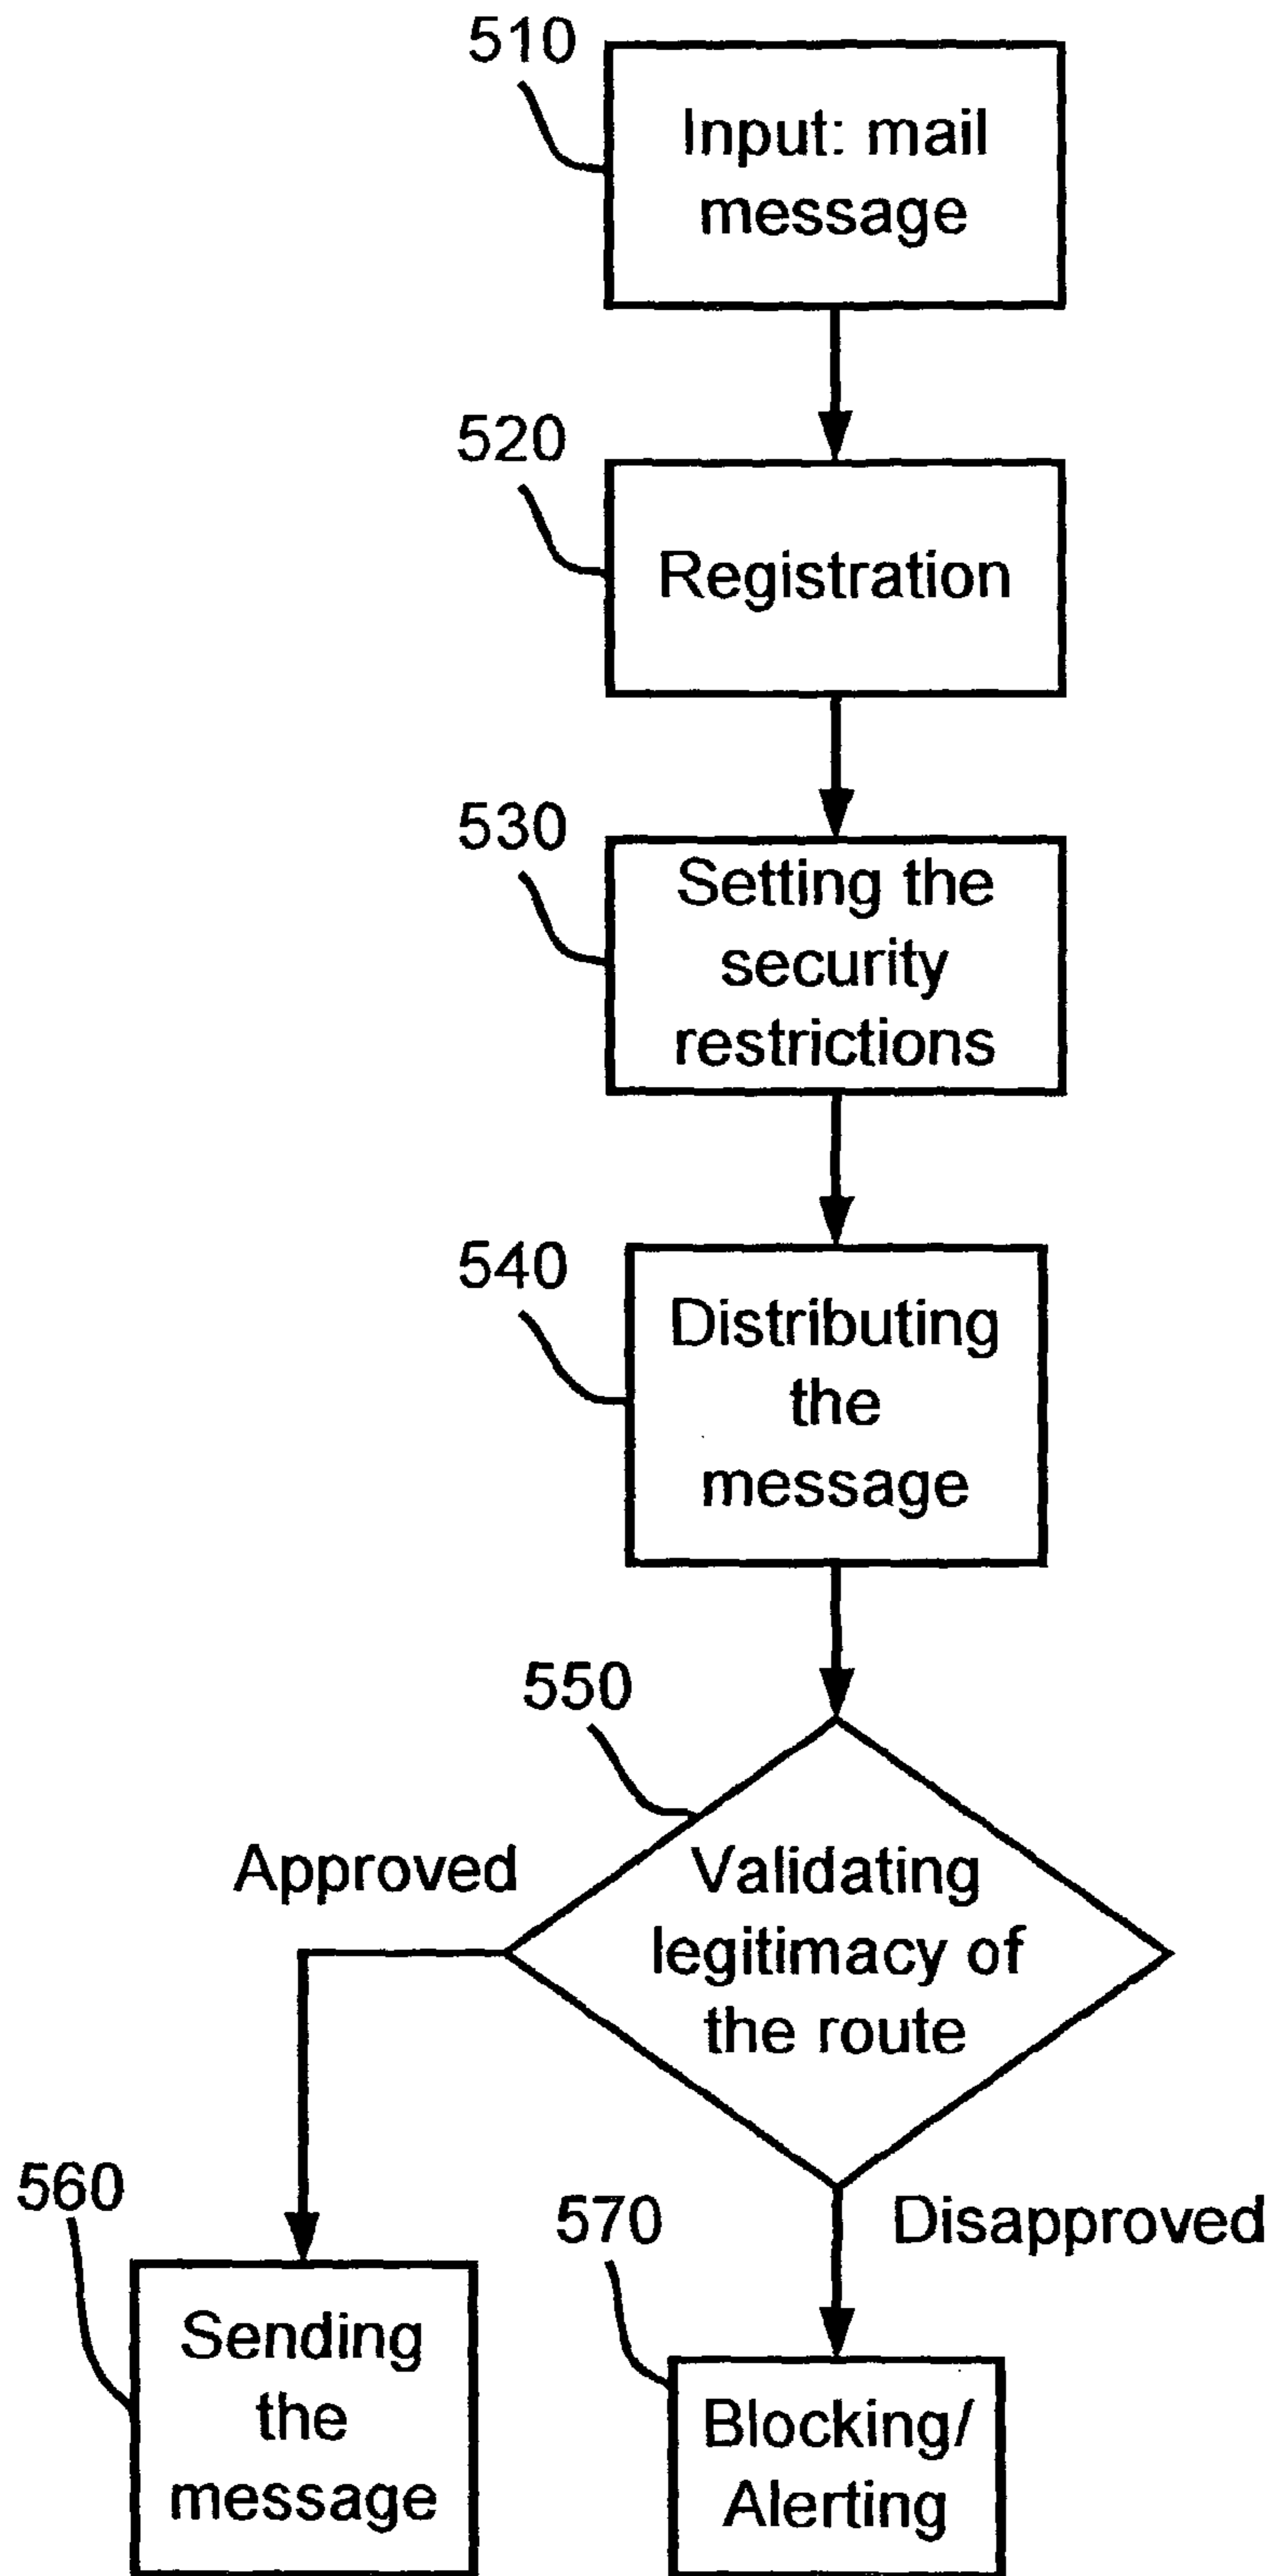 510
Input: mail
message
520
Registration
530
Setting the
security
restrictions
540
Distributing
the
message
550
Approved
Validating
legitimacy of
the route
560
570
Disapproved
Sending
the
message
Blocking/
Alerting